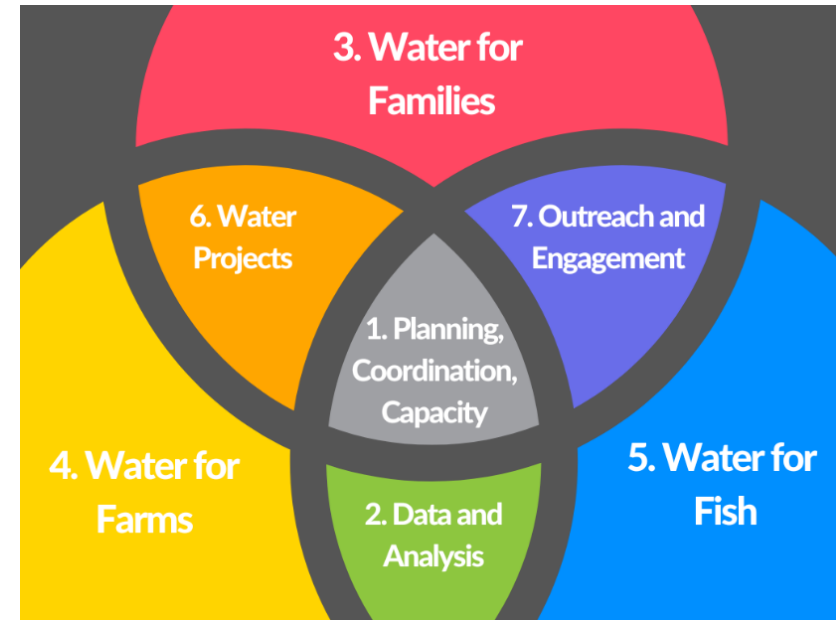 3. Water for
Families
6. Water
Projects
7. Outreach and
Engagement
1. Planning,
Coordination,
Capacity
4. Water for
Farms
5. Water for
Fish
2. Data and
Analysis